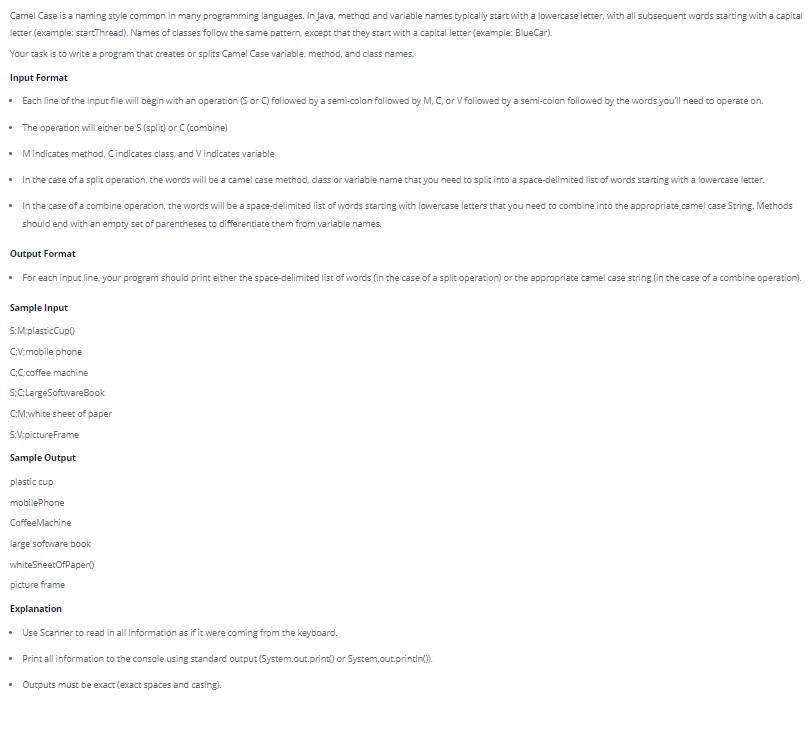 Camel Case is a naming style common in many programming languages. In Java, method and variable names typically start with a lowercase letter, with all subsequent words starting with a capital
letter (example: startThread). Names of classes follow the same pattern, except that they start with a capital letter (example: BlueCar).
Your task is to write a program that creates or splits Camel Case variable, method, and class names.
Input Format
• Each line of the input file will begin with an operation (S or C) followed by a semi-colon followed by M, C, or V followed by a semi-colon followed by the words you'll need to operate on.
• The operation will either be S (split) or C (combine)
• M indicates method, C indicates class, and V indicates variable
• In the case of a split operation, the words will be a camel case method, class or variable name that you need to split into a space-delimited list of words starting with a lowercase letter.
• In the case of a combine operation, the words will be a space-delimited list of words starting with lowercase letters that you need to combine into the appropriate camel case String. Methods
should end with an empty set of parentheses to differentiate them from variable names.
Output Format
• For each input line, your program should print either the space-delimited list of words (in the case of a split operation) or the appropriate camel case string (in the case of a combine operation).
Sample Input
S;M;plasticCup()
C;V;mobile phone
C;C;coffee machine
S;C;LargeSoftwareBook
C;M;white sheet of paper
S;V;pictureFrame
Sample Output
plastic cup
mobilePhone
CoffeeMachine
large software book
whiteSheetOfPaper()
picture frame
Explanation
• Use Scanner to read in all information as if it were coming from the keyboard.
• Print all information to the console using standard output (System.out.print() or System.out.println()).
• Outputs must be exact (exact spaces and casing).